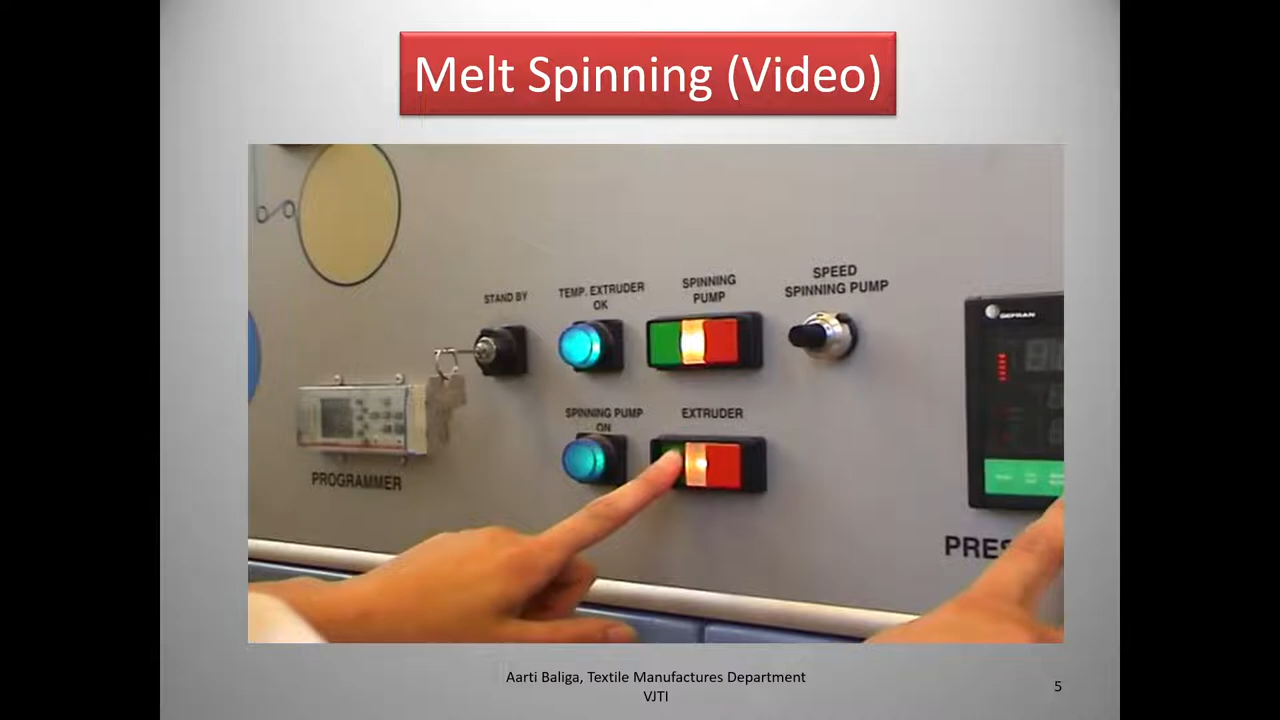 Melt Spinning (Video)
STAND BY
TEMP. EXTRUDER
OK
SPINNING
PUMP
SPEED
SPINNING PUMP
GEFRAN
PROGRAMMER
SPINNING PUMP
ON
EXTRUDER
Aarti Baliga, Textile Manufactures Department
VJTI
5